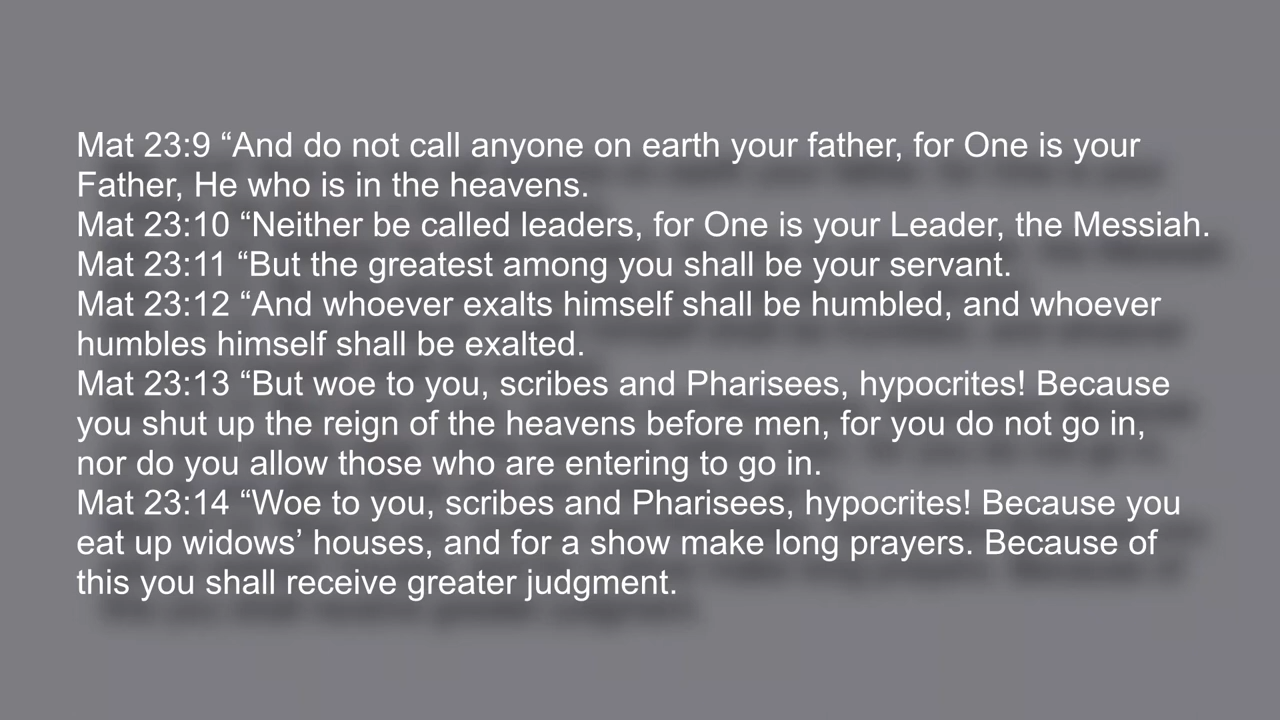 Mat 23:9 “And do not call anyone on earth your father, for One is your
Father, He who is in the heavens.
Mat 23:10 “Neither be called leaders, for One is your Leader, the Messiah.
Mat 23:11 “But the greatest among you shall be your servant.
Mat 23:12 “And whoever exalts himself shall be humbled, and whoever
humbles himself shall be exalted.
Mat 23:13 “But woe to you, scribes and Pharisees, hypocrites! Because
you shut up the reign of the heavens before men, for you do not go in,
nor do you allow those who are entering to go in.
Mat 23:14 “Woe to you, scribes and Pharisees, hypocrites! Because you
eat up widows’ houses, and for a show make long prayers. Because of
this you shall receive greater judgment.